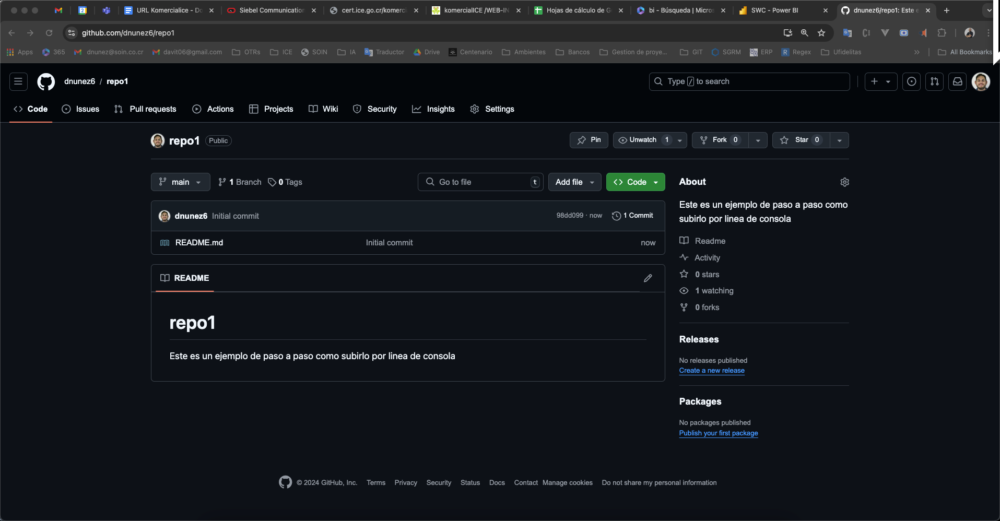 URL Komercialice - Do
Siebel Communication
cert.ice.go.cr/komerci
komercialICE /WEB-IN
Hojas de cálculo de G
bi - Búsqueda | Micros
SWC - Power BI
dnunez6/repo1: Este e
github.com/dnunez6/repo1
Apps
365
dnunez@soin.co.cr
davit06@gmail.com
OTRs
ICE
SOIN
IA
Traductor
Drive
Centenario
Ambientes
Bancos
Gestion de proye...
GIT
SGRM
ERP
Regex
Ufidelitas
»
All Bookmarks
dnunez6 / repo1
Type / to search
Code
Issues
Pull requests
Actions
Projects
Wiki
Security
Insights
Settings
repo1 Public
Pin
Unwatch 1
Fork 0
Star 0
main
1 Branch
0 Tags
Go to file
t
Add file
Code
dnunez6 Initial commit
98dd099 · now
1 Commit
README.md
Initial commit
now
README
repo1
Este es un ejemplo de paso a paso como subirlo por linea de consola
About
Este es un ejemplo de paso a paso como
subirlo por linea de consola
Readme
Activity
0 stars
1 watching
0 forks
Releases
No releases published
Create a new release
Packages
No packages published
Publish your first package
© 2024 GitHub, Inc.
Terms
Privacy
Security
Status
Docs
Contact
Manage cookies
Do not share my personal information